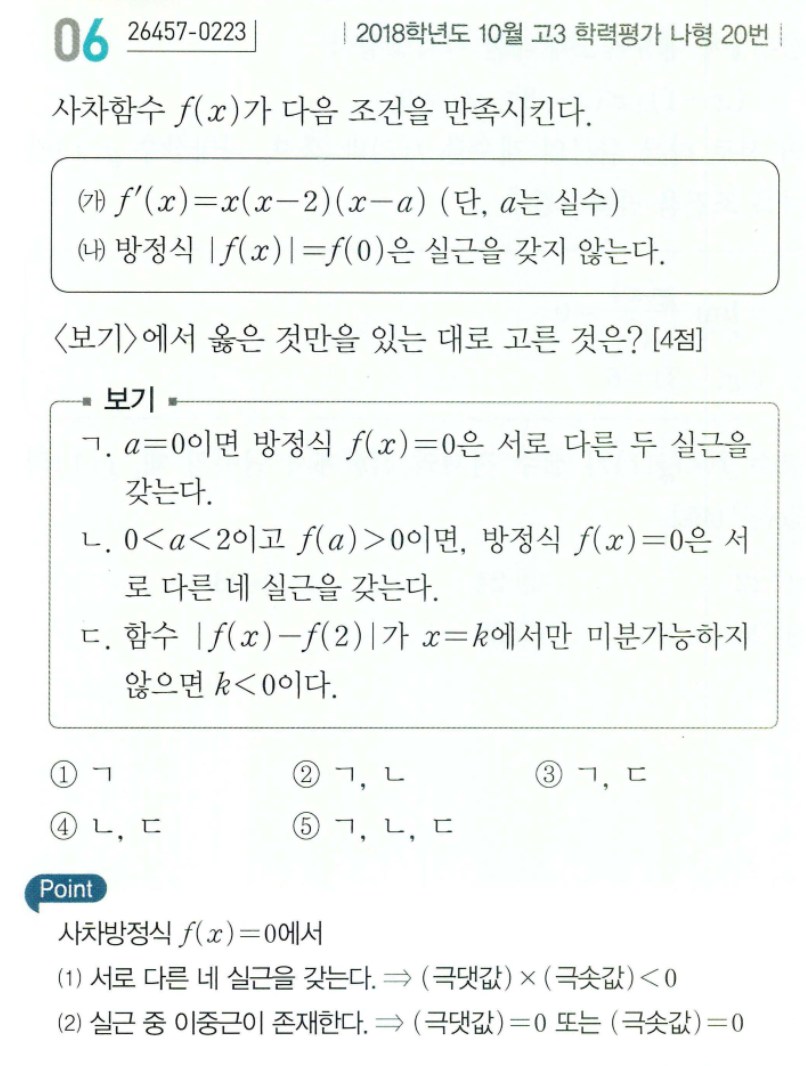 06 26457-0223 | 2018학년도 10월 고3 학력평가 나형 20번 |
사차함수 f(x)가 다음 조건을 만족시킨다.
㈎ f′(x)=x(x-2)(x-a) (단, a는 실수)
㈏ 방정식 |f(x)|=f(0)은 실근을 갖지 않는다.
〈보기〉에서 옳은 것만을 있는 대로 고른 것은? [4점]
보기
ㄱ. a=0이면 방정식 f(x)=0은 서로 다른 두 실근을
갖는다.
ㄴ. 0<a<2이고 f(a)>0이면, 방정식 f(x)=0은 서
로 다른 네 실근을 갖는다.
ㄷ. 함수 |f(x)-f(2)|가 x=k에서만 미분가능하지
않으면 k<0이다.
① ㄱ ② ㄱ, ㄴ ③ ㄱ, ㄷ
④ ㄴ, ㄷ ⑤ ㄱ, ㄴ, ㄷ
Point
사차방정식 f(x)=0에서
⑴ 서로 다른 네 실근을 갖는다. ⇒ (극댓값)×(극솟값)<0
⑵ 실근 중 이중근이 존재한다. ⇒ (극댓값)=0 또는 (극솟값)=0